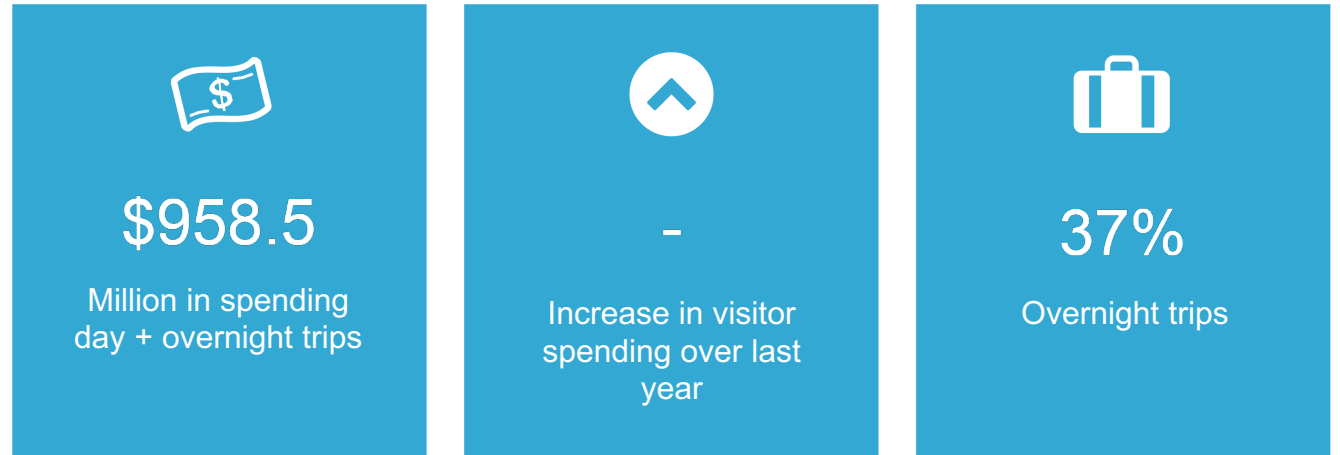 $
$958.5
Million in spending
day + overnight trips
-
Increase in visitor
spending over last
year
37%
Overnight trips